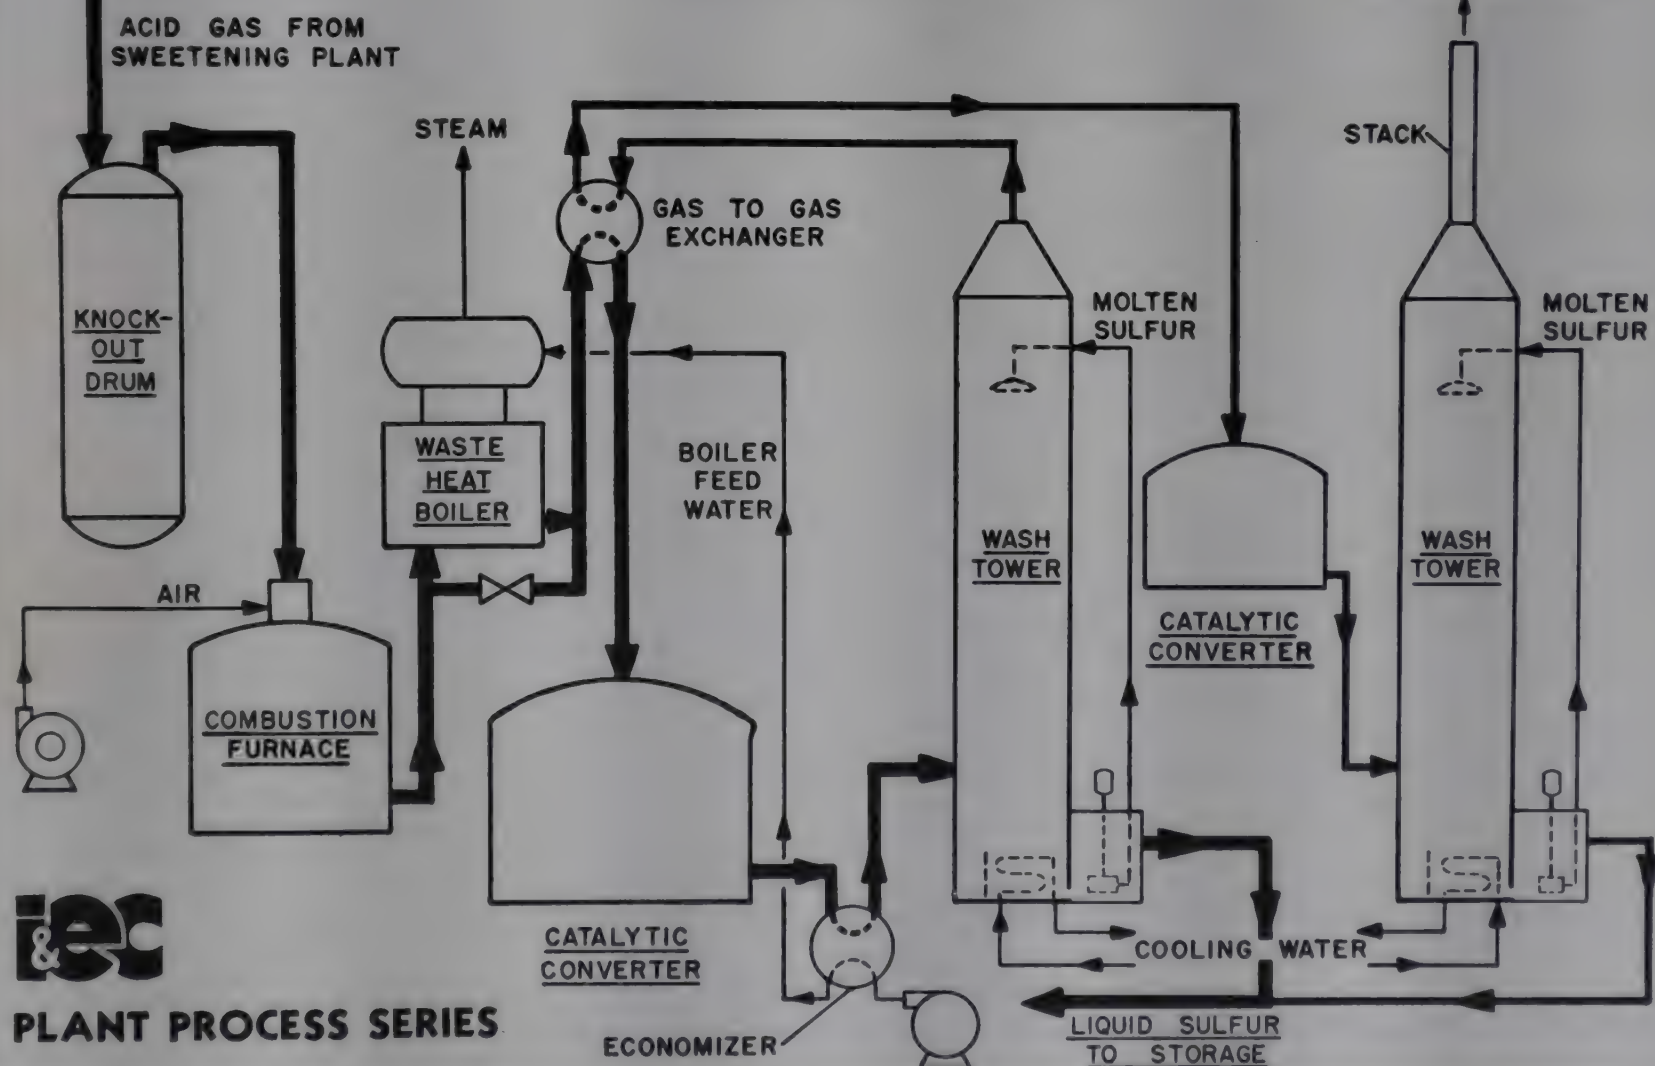 ACID GAS FROM
SWEETENING PLANT
STEAM
STACK
GAS TO GAS
EXCHANGER
KNOCK-
OUT
DRUM
MOLTEN
SULFUR
MOLTEN
SULFUR
WASTE
HEAT
BOILER
BOILER
FEED
WATER
WASH
TOWER
WASH
TOWER
AIR
CATALYTIC
CONVERTER
COMBUSTION
FURNACE
i&ec
CATALYTIC
CONVERTER
COOLING WATER
PLANT PROCESS SERIES
ECONOMIZER
LIQUID SULFUR
TO STORAGE